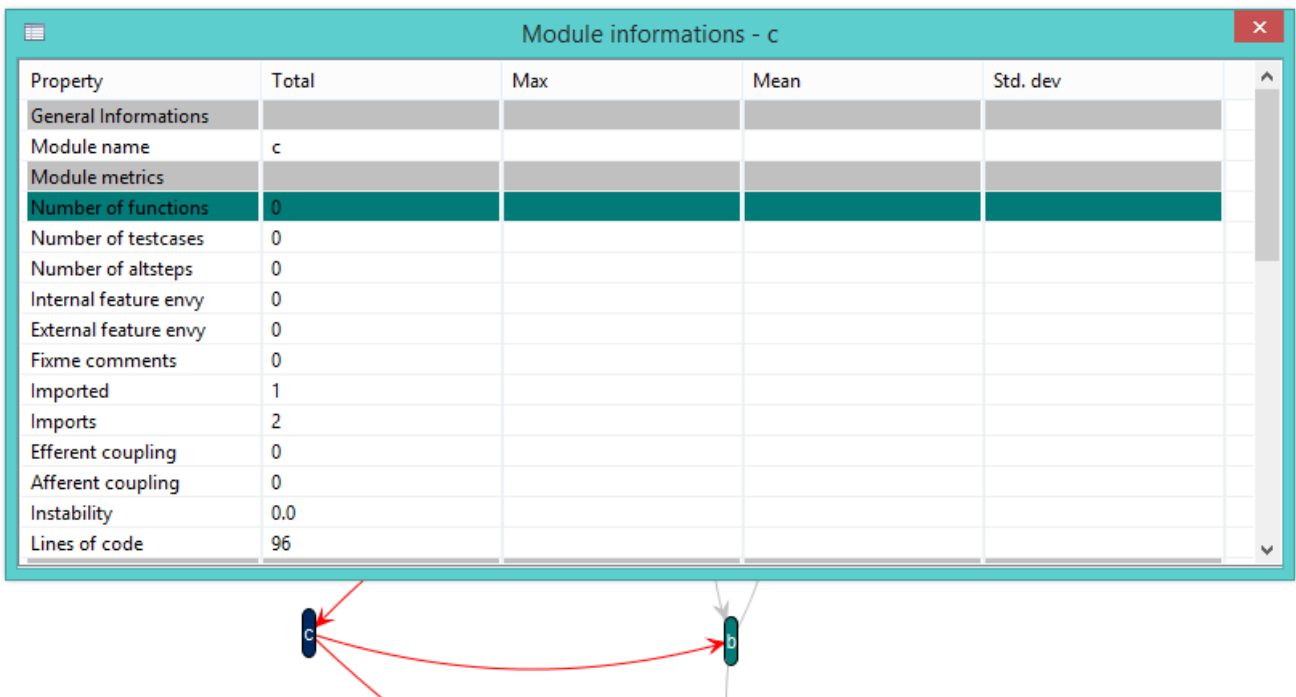 Module informations - c
Property Total Max Mean Std. dev
General Informations
Module name c
Module metrics
Number of functions 0
Number of testcases 0
Number of altsteps 0
Internal feature envy 0
External feature envy 0
Fixme comments 0
Imported 1
Imports 2
Efferent coupling 0
Afferent coupling 0
Instability 0.0
Lines of code 96
c b